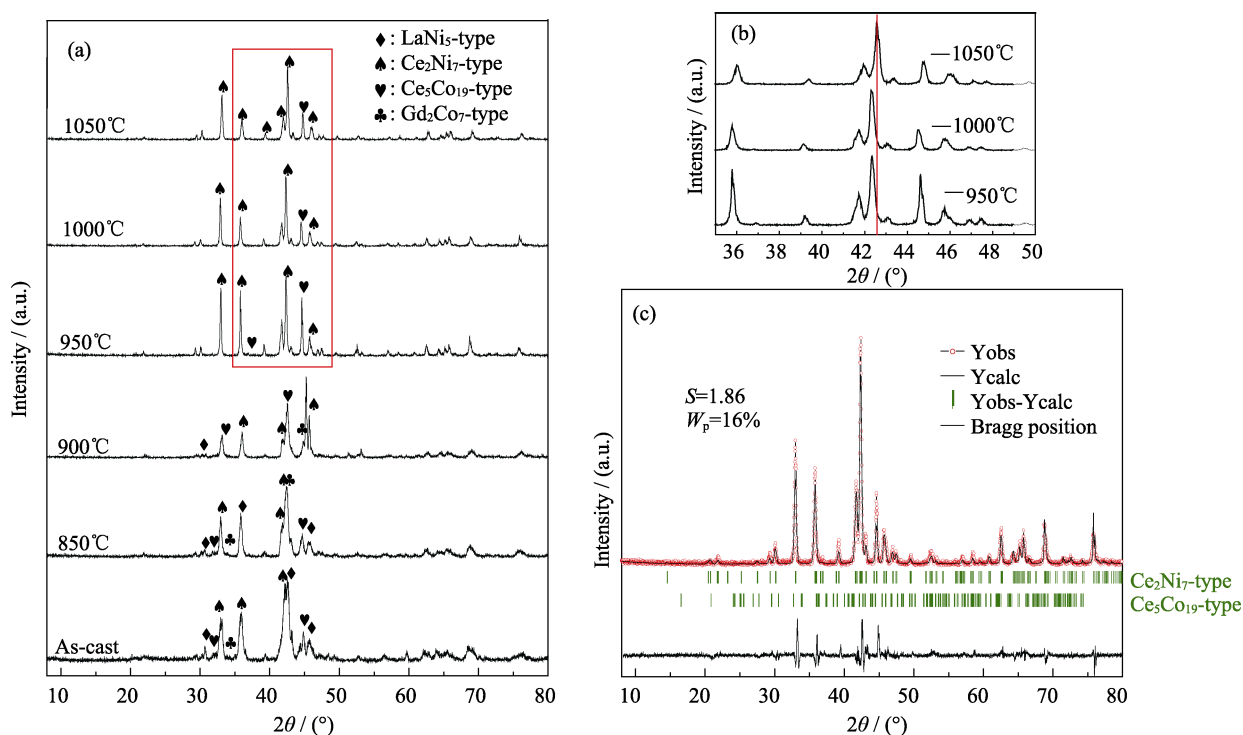 (a)
♦: LaNi5-type
♠: Ce2Ni7-type
♥: Ce5Co19-type
♣: Gd2Co7-type
1050℃
1000℃
950℃
900℃
850℃
As-cast
Intensity / (a.u.)
10 20 30 40 50 60 70 80
2θ / (°)
(b)
1050℃
1000℃
950℃
Intensity / (a.u.)
36 38 40 42 44 46 48 50
2θ / (°)
(c)
Yobs
Ycalc
Yobs-Ycalc
Bragg position
S=1.86
Wp=16%
Intensity / (a.u.)
Ce2Ni7-type
Ce5Co19-type
10 20 30 40 50 60 70 80
2θ / (°)